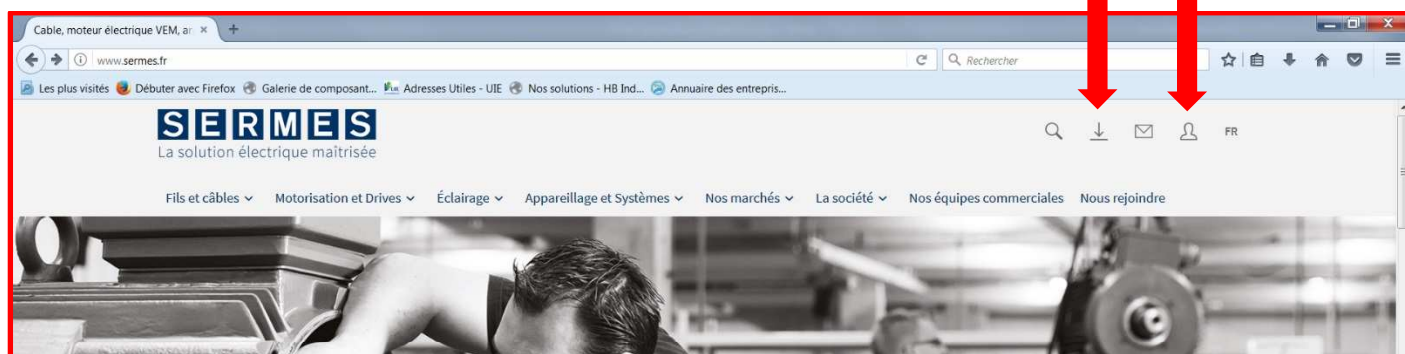 Cable, moteur électrique VEM, ar
www.sermes.fr
Rechercher
Les plus visités Débuter avec Firefox Galerie de composant... Adresses Utiles - UIE Nos solutions - HB Ind... Annuaire des entrepris...
SERMES
La solution électrique maîtrisée
FR
Fils et câbles Motorisation et Drives Éclairage Appareillage et Systèmes Nos marchés La société Nos équipes commerciales Nous rejoindre